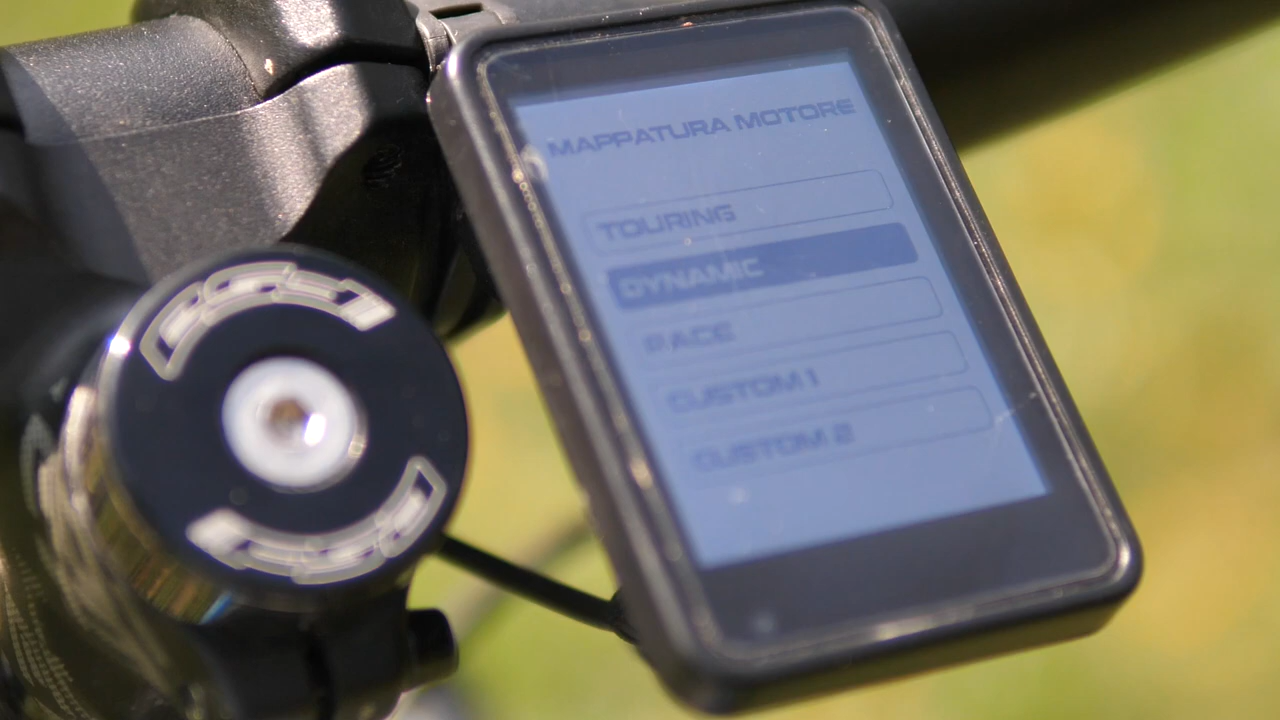 MAPPATURA MOTORE
TOURING
DYNAMIC
RACE
CUSTOM 1
CUSTOM 2